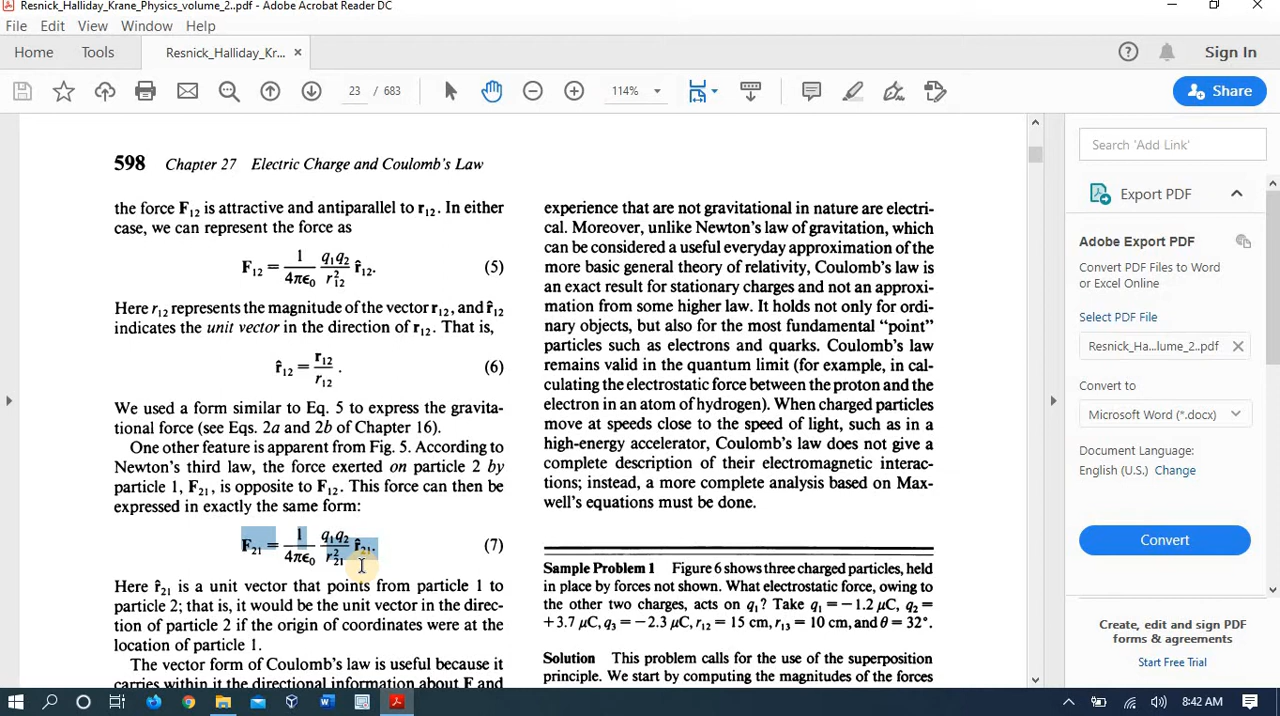 Resnick_Halliday_Krane_Physics_volume_2..pdf - Adobe Acrobat Reader DC
File Edit View Window Help
Home Tools Resnick_Halliday_Kr... ×
23 / 683 114% Share
Sign In
598 Chapter 27 Electric Charge and Coulomb's Law
the force F₁₂ is attractive and antiparallel to r₁₂. In either
case, we can represent the force as
F₁₂ = 1/4πϵ₀ q₁q₂/r²₁₂ r̂₁₂. (5)
Here r₁₂ represents the magnitude of the vector r₁₂, and r̂₁₂
indicates the unit vector in the direction of r₁₂. That is,
r̂₁₂ = r₁₂/r₁₂ . (6)
We used a form similar to Eq. 5 to express the gravita-
tional force (see Eqs. 2a and 2b of Chapter 16).
One other feature is apparent from Fig. 5. According to
Newton's third law, the force exerted on particle 2 by
particle 1, F₂₁, is opposite to F₁₂. This force can then be
expressed in exactly the same form:
F₂₁ = 1/4πϵ₀ q₁q₂/r²₂₁ r̂₂₁. (7)
Here r̂₂₁ is a unit vector that points from particle 1 to
particle 2; that is, it would be the unit vector in the direc-
tion of particle 2 if the origin of coordinates were at the
location of particle 1.
The vector form of Coulomb's law is useful because it
carries within it the directional information about F and
experience that are not gravitational in nature are electri-
cal. Moreover, unlike Newton's law of gravitation, which
can be considered a useful everyday approximation of the
more basic general theory of relativity, Coulomb's law is
an exact result for stationary charges and not an approxi-
mation from some higher law. It holds not only for ordi-
nary objects, but also for the most fundamental "point"
particles such as electrons and quarks. Coulomb's law
remains valid in the quantum limit (for example, in cal-
culating the electrostatic force between the proton and the
electron in an atom of hydrogen). When charged particles
move at speeds close to the speed of light, such as in a
high-energy accelerator, Coulomb's law does not give a
complete description of their electromagnetic interac-
tions; instead, a more complete analysis based on Max-
well's equations must be done.
Sample Problem 1 Figure 6 shows three charged particles, held
in place by forces not shown. What electrostatic force, owing to
the other two charges, acts on q₁? Take q₁ = −1.2 μC, q₂ =
+3.7 μC, q₃ = −2.3 μC, r₁₂ = 15 cm, r₁₃ = 10 cm, and θ = 32°.
Solution This problem calls for the use of the superposition
principle. We start by computing the magnitudes of the forces
Search 'Add Link'
Export PDF
Adobe Export PDF
Convert PDF Files to Word
or Excel Online
Select PDF File
Resnick_Ha...lume_2..pdf ×
Convert to
Microsoft Word (*.docx)
Document Language:
English (U.S.) Change
Convert
Create, edit and sign PDF
forms & agreements
Start Free Trial
8:42 AM